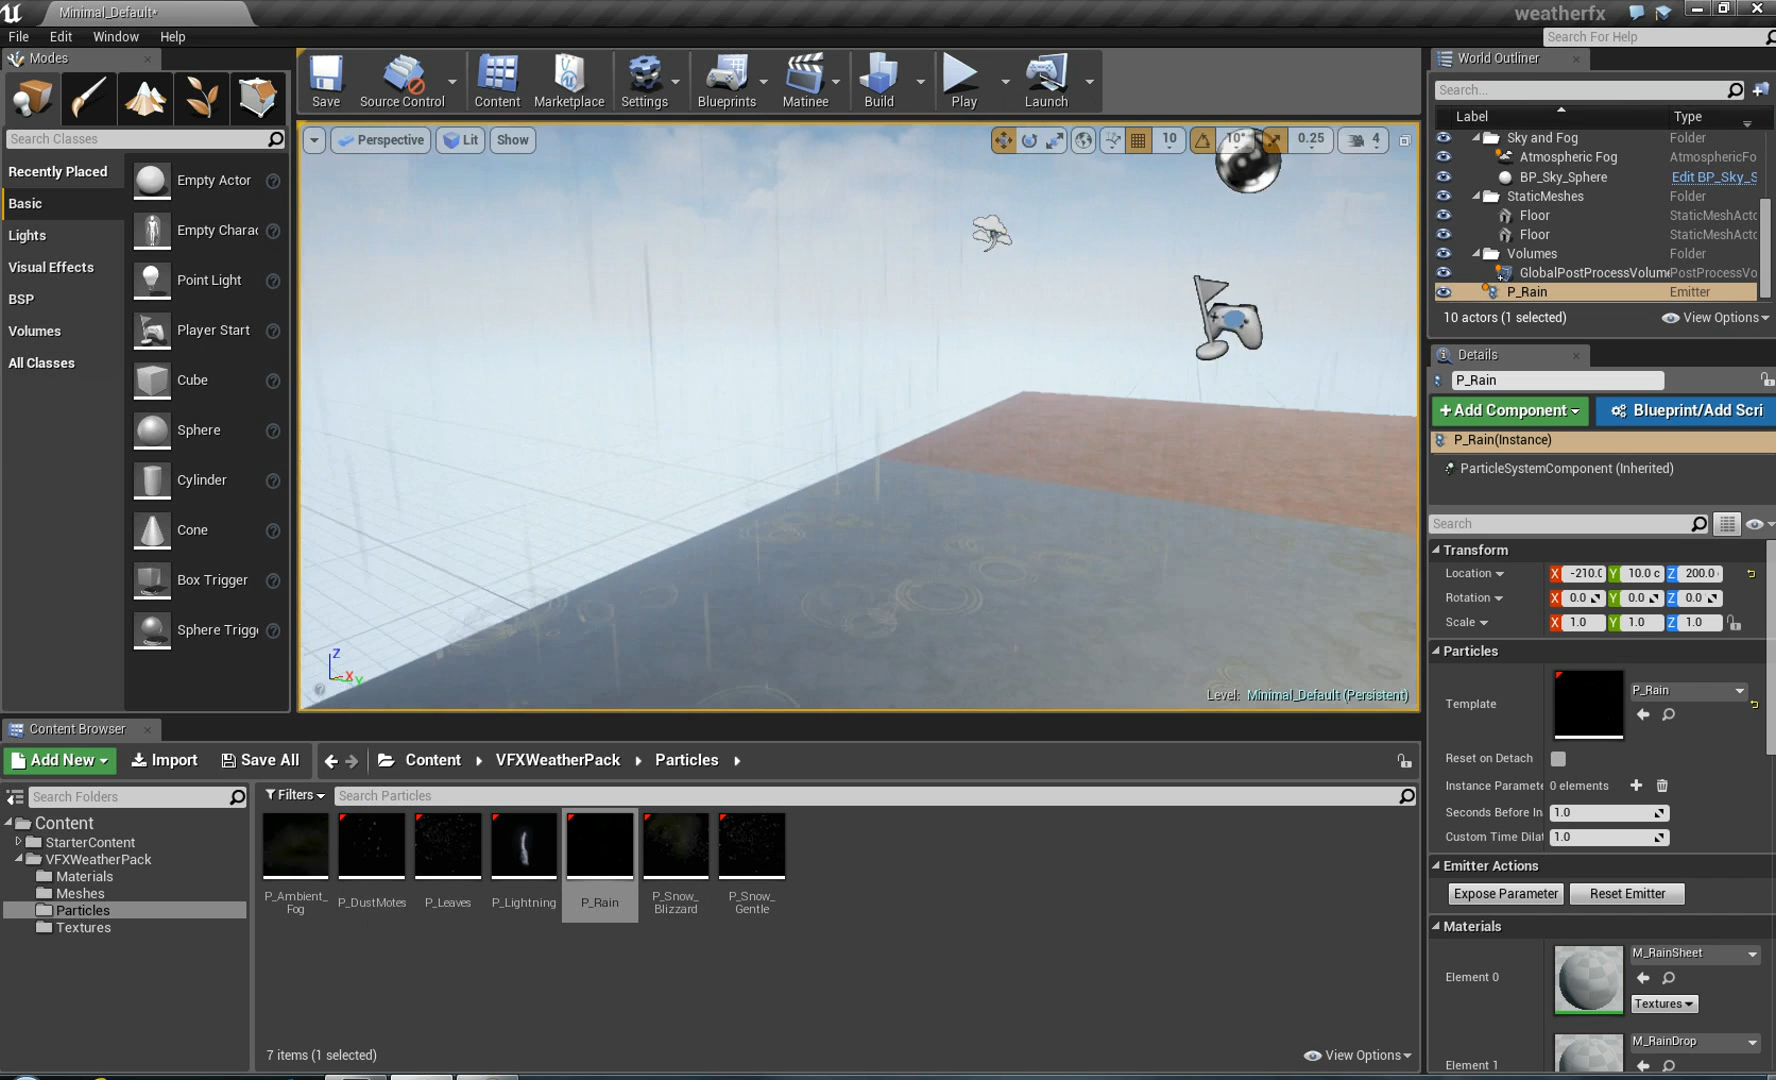 Minimal_Default*
weatherfx
File Edit Window Help
Search For Help
Modes
Save
Source Control
Content
Marketplace
Settings
Blueprints
Matinee
Build
Play
Launch
Search Classes
Recently Placed
Basic
Lights
Visual Effects
BSP
Volumes
All Classes
Empty Actor
Empty Charac
Point Light
Player Start
Cube
Sphere
Cylinder
Cone
Box Trigger
Sphere Trigge
Perspective
Lit
Show
10
10°
0.25
4
Z
X
Y
Level: Minimal_Default (Persistent)
World Outliner
Search...
Label Type
Sky and Fog Folder
Atmospheric Fog AtmosphericFo
BP_Sky_Sphere Edit BP_Sky_S
StaticMeshes Folder
Floor StaticMeshActo
Floor StaticMeshActo
Volumes Folder
GlobalPostProcessVolume PostProcessVo
P_Rain Emitter
10 actors (1 selected)
View Options
Details
P_Rain
+Add Component
Blueprint/Add Scri
P_Rain(Instance)
ParticleSystemComponent (Inherited)
Search
Transform
Location X -210.0 Y 10.0 c Z 200.0
Rotation X 0.0 Y 0.0 Z 0.0
Scale X 1.0 Y 1.0 Z 1.0
Particles
Template
P_Rain
Reset on Detach
Instance Paramete 0 elements
Seconds Before In 1.0
Custom Time Dilat 1.0
Emitter Actions
Expose Parameter
Reset Emitter
Materials
Element 0
M_RainSheet
Textures
Element 1
M_RainDrop
Content Browser
Add New
Import
Save All
Content
VFXWeatherPack
Particles
Search Folders
Filters
Search Particles
Content
StarterContent
VFXWeatherPack
Materials
Meshes
Particles
Textures
P_Ambient_
Fog
P_DustMotes
P_Leaves
P_Lightning
P_Rain
P_Snow_
Blizzard
P_Snow_
Gentle
7 items (1 selected)
View Options